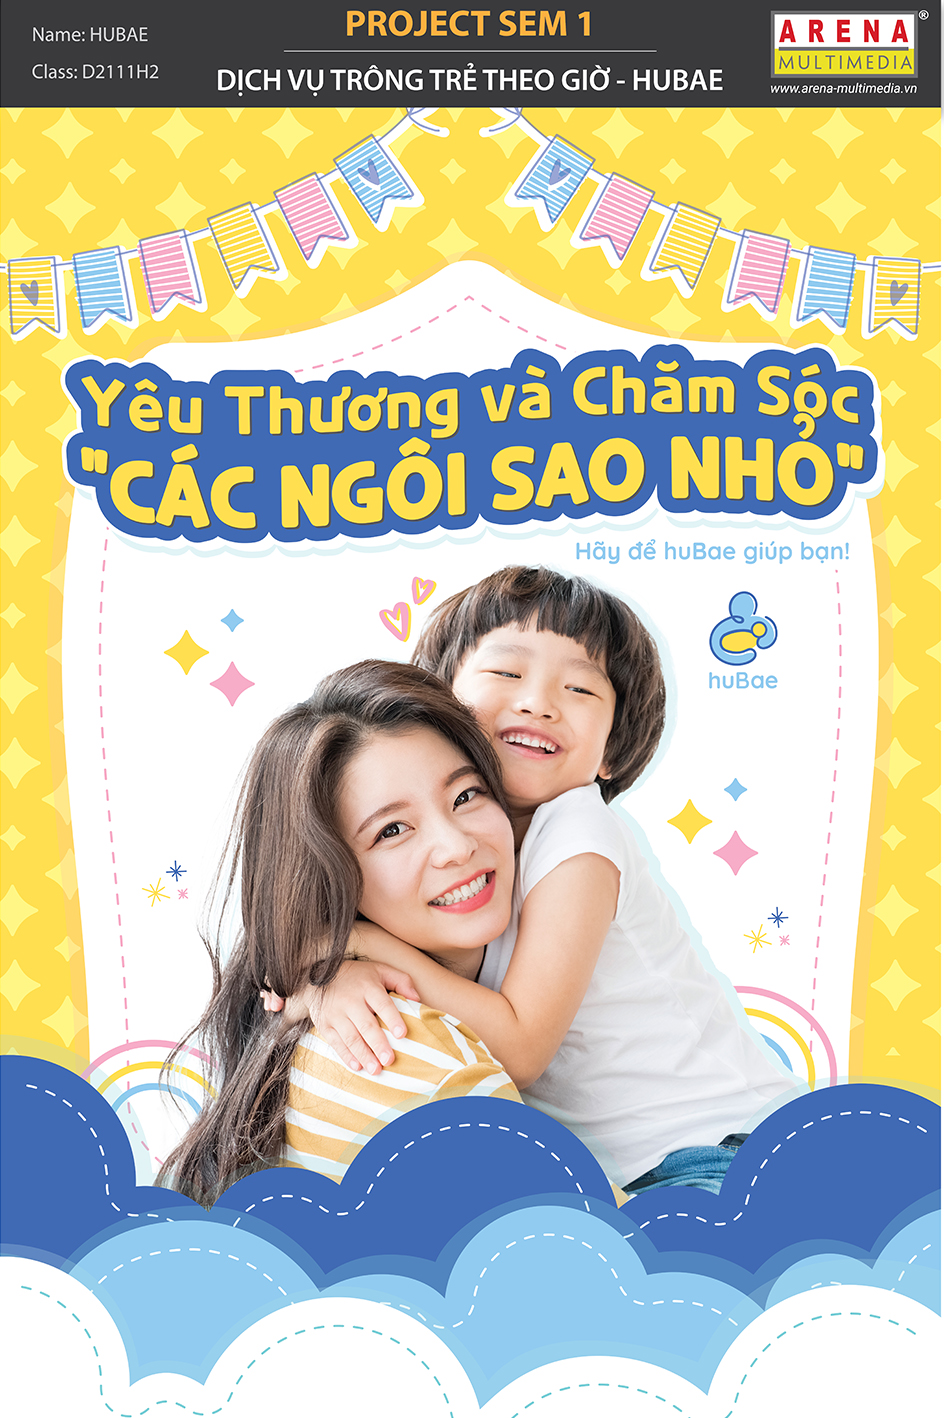 Name: HUBAE
Class: D2111H2
PROJECT SEM 1
DỊCH VỤ TRÔNG TRẺ THEO GIỜ - HUBAE
ARENA®
MULTIMEDIA
www.arena-multimedia.vn
Yêu Thương và Chăm Sóc
"CÁC NGÔI SAO NHỎ"
Hãy để huBae giúp bạn!
huBae